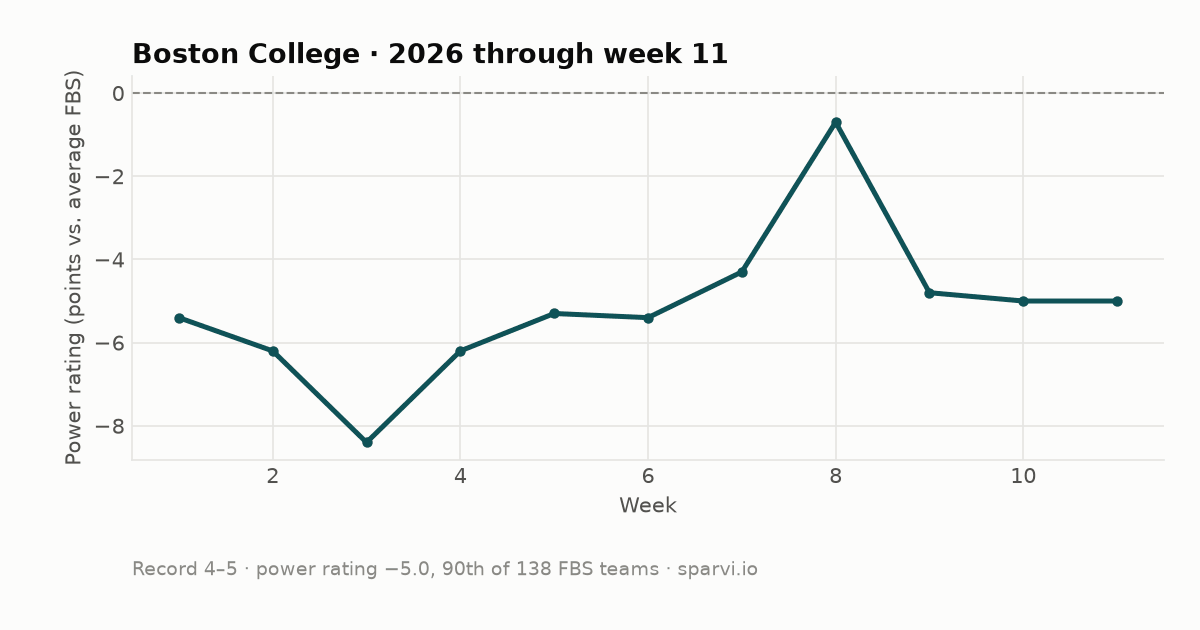 Boston College · 2026 through week 11
Power rating (points vs. average FBS)
0
−2
−4
−6
−8
2 4 6 8 10
Week
Record 4–5 · power rating −5.0, 90th of 138 FBS teams · sparvi.io